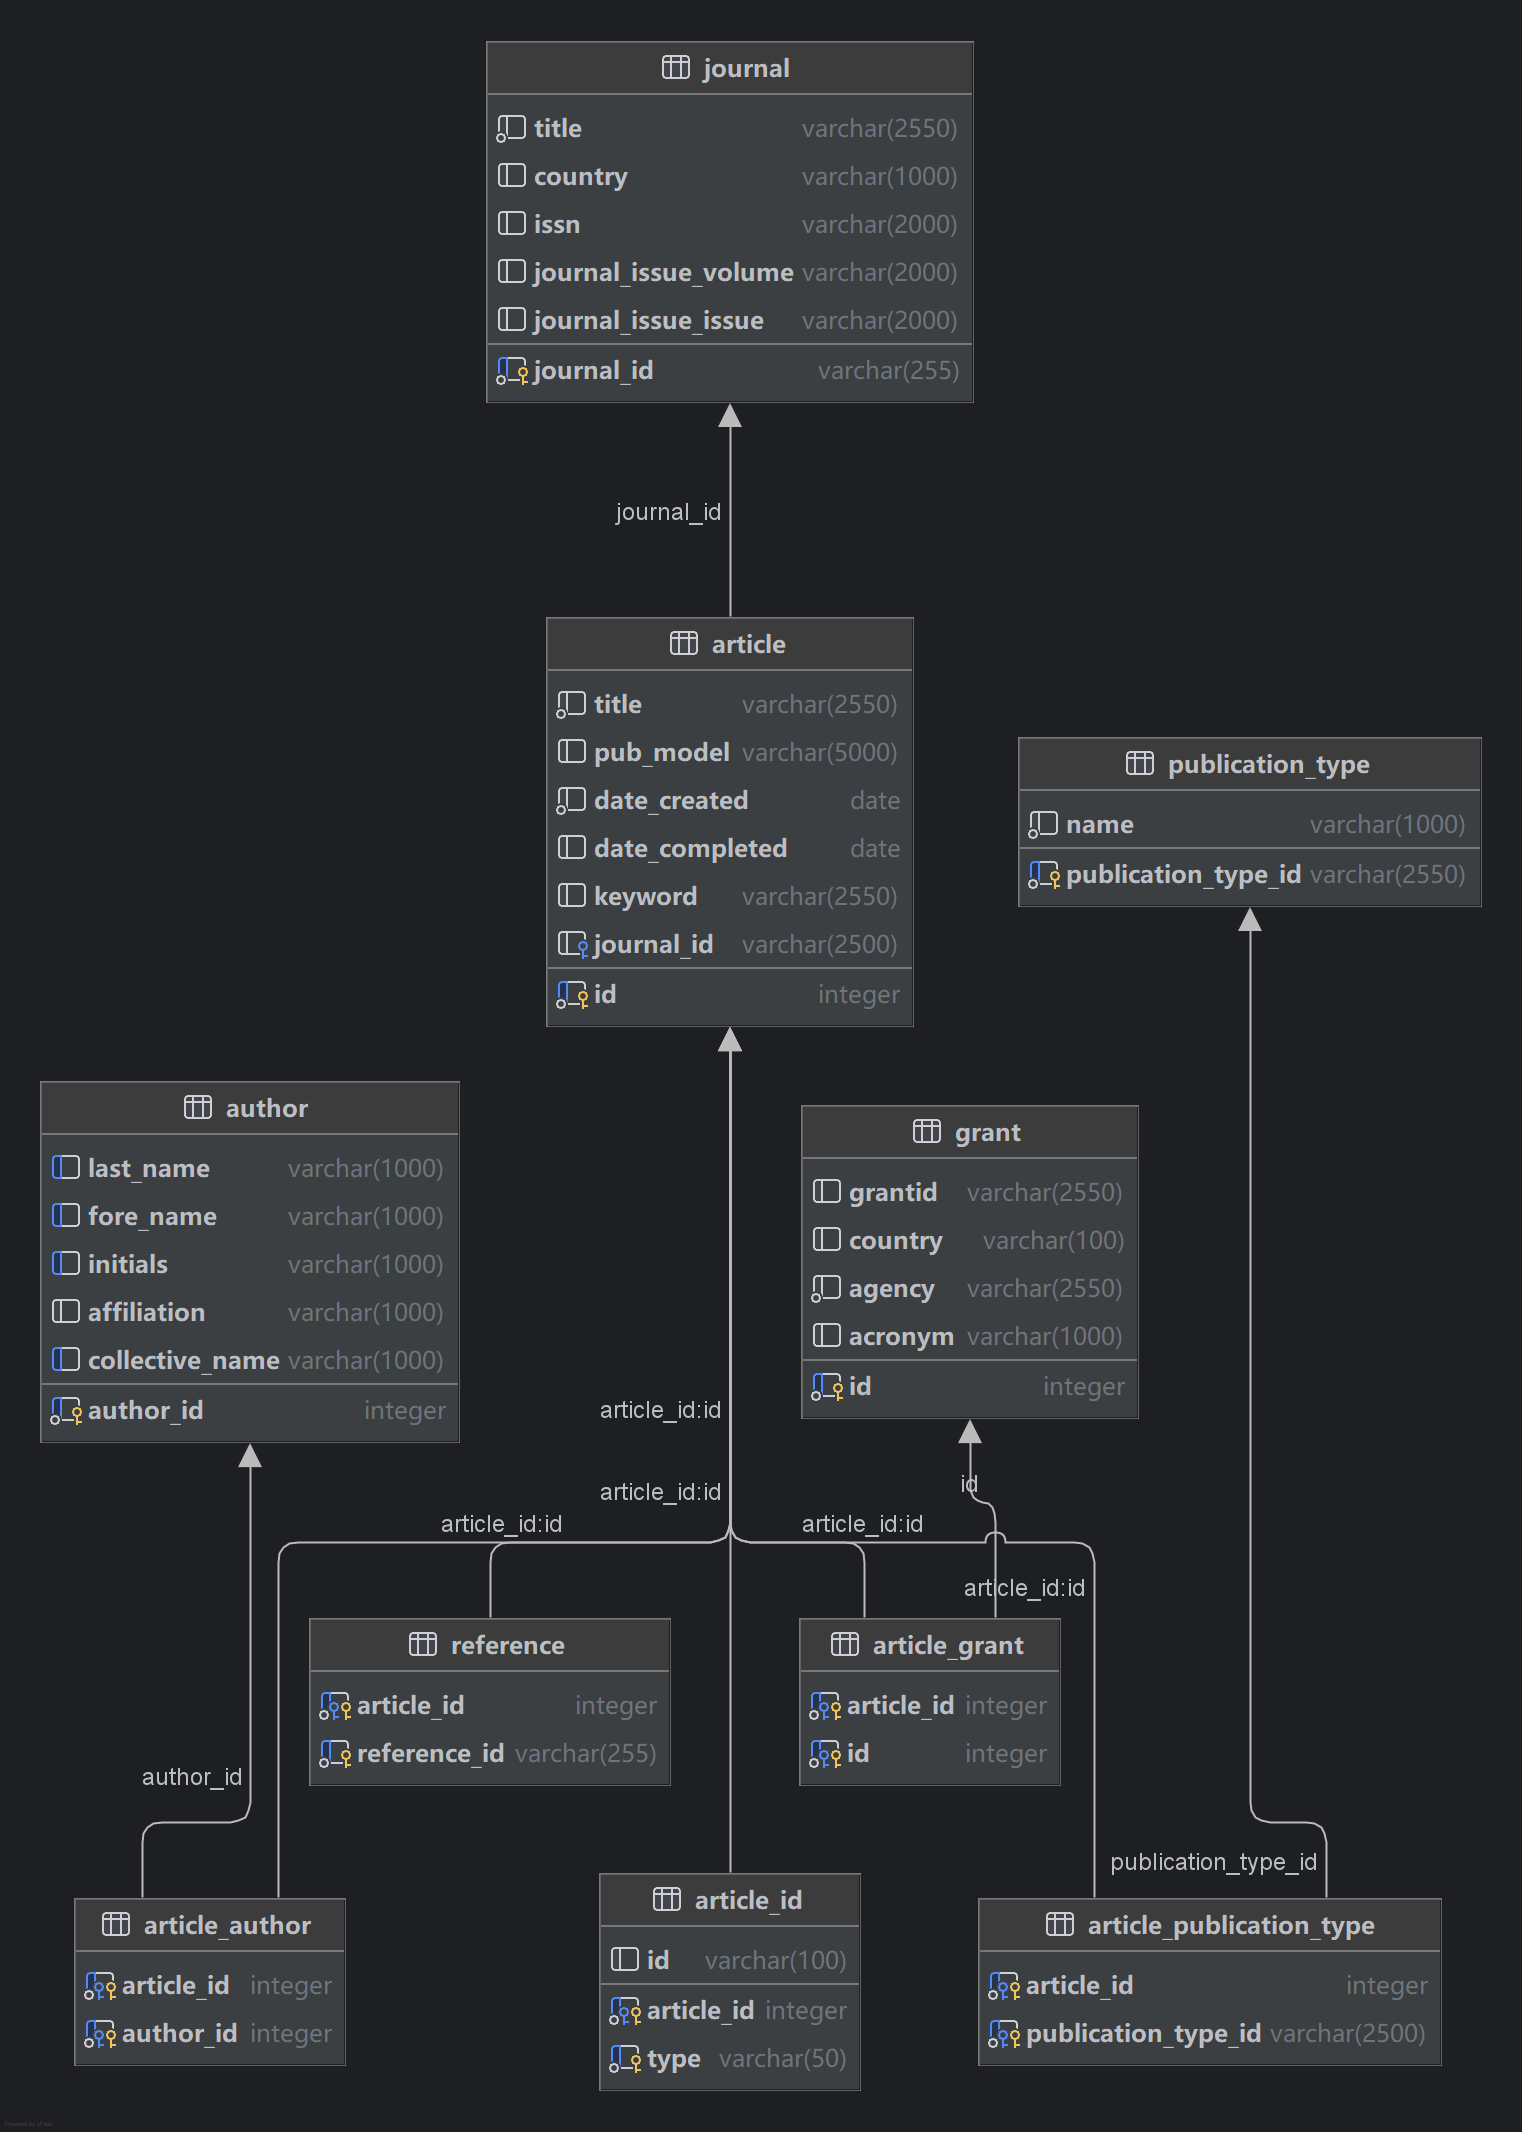 journal
title varchar(2550)
country varchar(1000)
issn varchar(2000)
journal_issue_volume varchar(2000)
journal_issue_issue varchar(2000)
journal_id varchar(255)
journal_id
article
title varchar(2550)
pub_model varchar(5000)
date_created date
date_completed date
keyword varchar(2550)
journal_id varchar(2500)
id integer
publication_type
name varchar(1000)
publication_type_id varchar(2550)
author
last_name varchar(1000)
fore_name varchar(1000)
initials varchar(1000)
affiliation varchar(1000)
collective_name varchar(1000)
author_id integer
grant
grantid varchar(2550)
country varchar(100)
agency varchar(2550)
acronym varchar(1000)
id integer
article_id:id
article_id:id
article_id:id
article_id:id
id
article_id:id
reference
article_id integer
reference_id varchar(255)
article_grant
article_id integer
id integer
author_id
publication_type_id
article_author
article_id integer
author_id integer
article_id
id varchar(100)
article_id integer
type varchar(50)
article_publication_type
article_id integer
publication_type_id varchar(2500)
Powered by yFiles